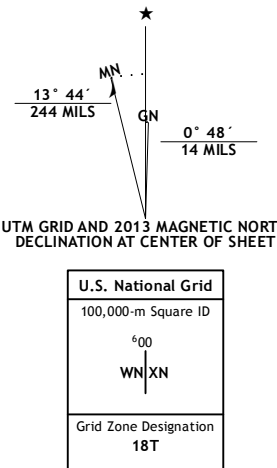 ★
MN
GN
13° 44´
244 MILS
0° 48´
14 MILS
UTM GRID AND 2013 MAGNETIC NORT
DECLINATION AT CENTER OF SHEET
U.S. National Grid
100,000-m Square ID
⁶00
WN XN
Grid Zone Designation
18T